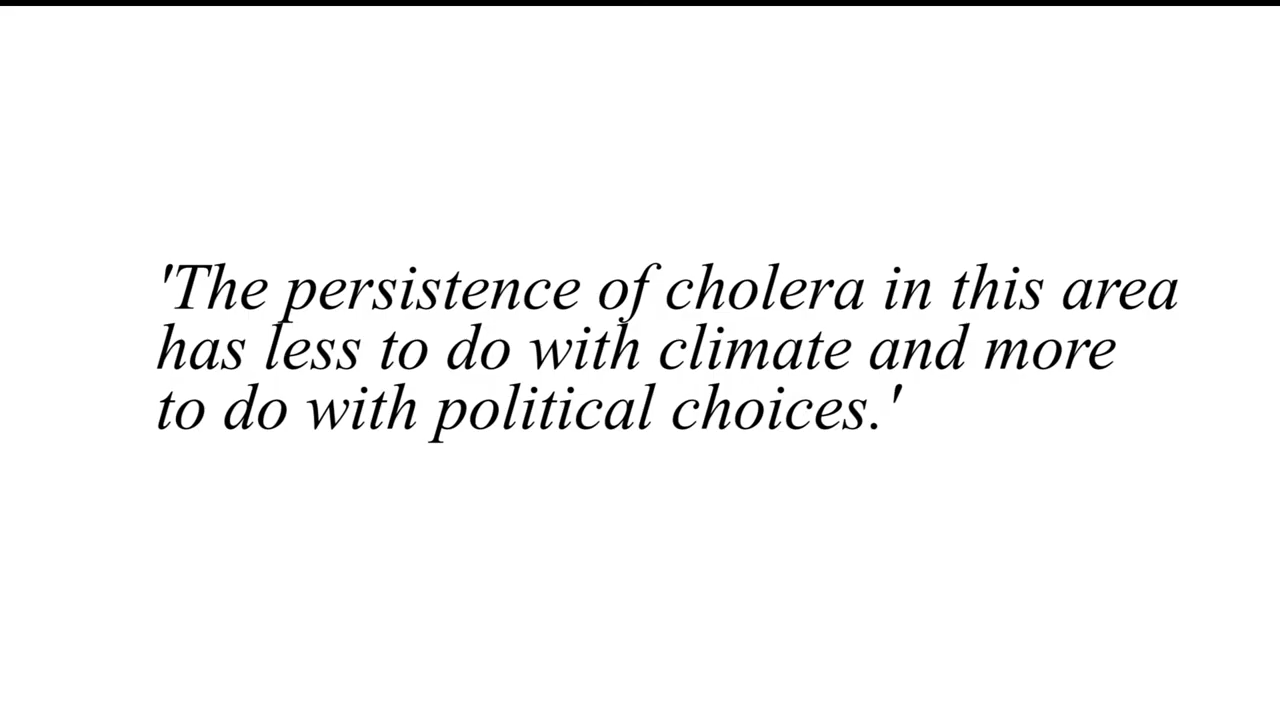 'The persistence of cholera in this area
has less to do with climate and more
to do with political choices.'